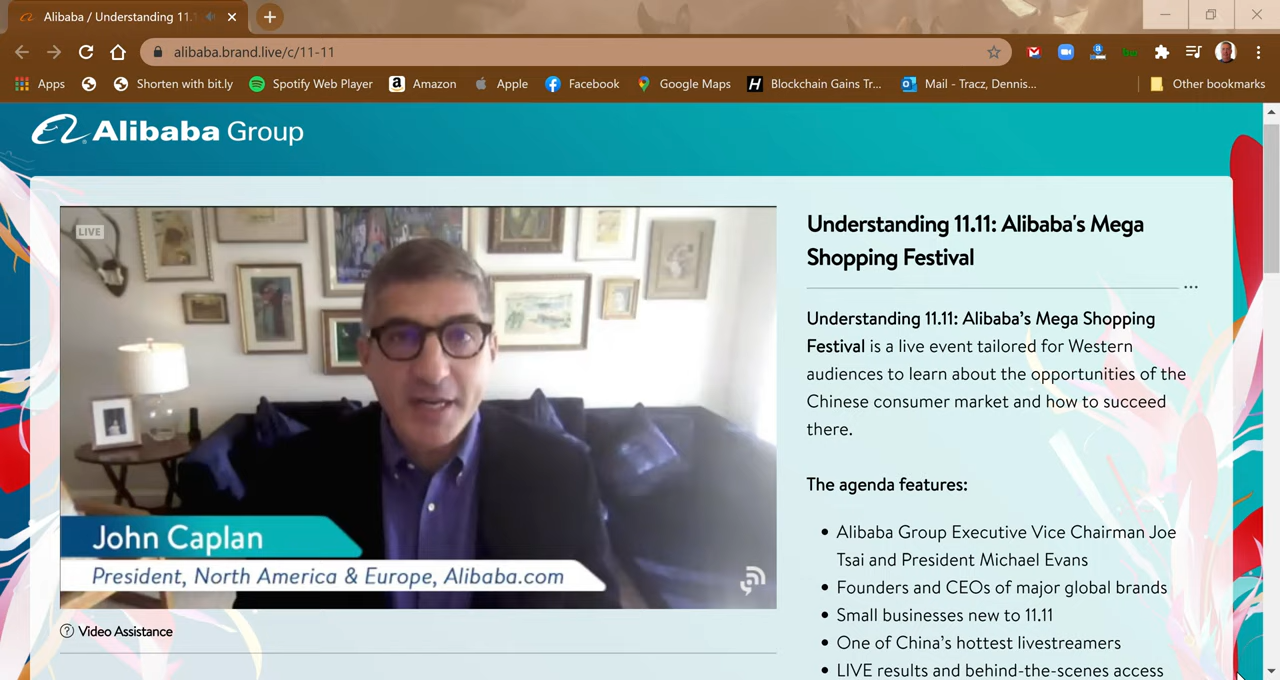 Alibaba / Understanding 11.1
alibaba.brand.live/c/11-11
Apps
Shorten with bit.ly
Spotify Web Player
Amazon
Apple
Facebook
Google Maps
Blockchain Gains Tr...
Mail - Tracz, Dennis...
Other bookmarks
Alibaba Group
LIVE
John Caplan
President, North America & Europe, Alibaba.com
Video Assistance
Understanding 11.11: Alibaba's Mega
Shopping Festival
...
Understanding 11.11: Alibaba's Mega Shopping
Festival is a live event tailored for Western
audiences to learn about the opportunities of the
Chinese consumer market and how to succeed
there.
The agenda features:
• Alibaba Group Executive Vice Chairman Joe
Tsai and President Michael Evans
• Founders and CEOs of major global brands
• Small businesses new to 11.11
• One of China's hottest livestreamers
• LIVE results and behind-the-scenes access